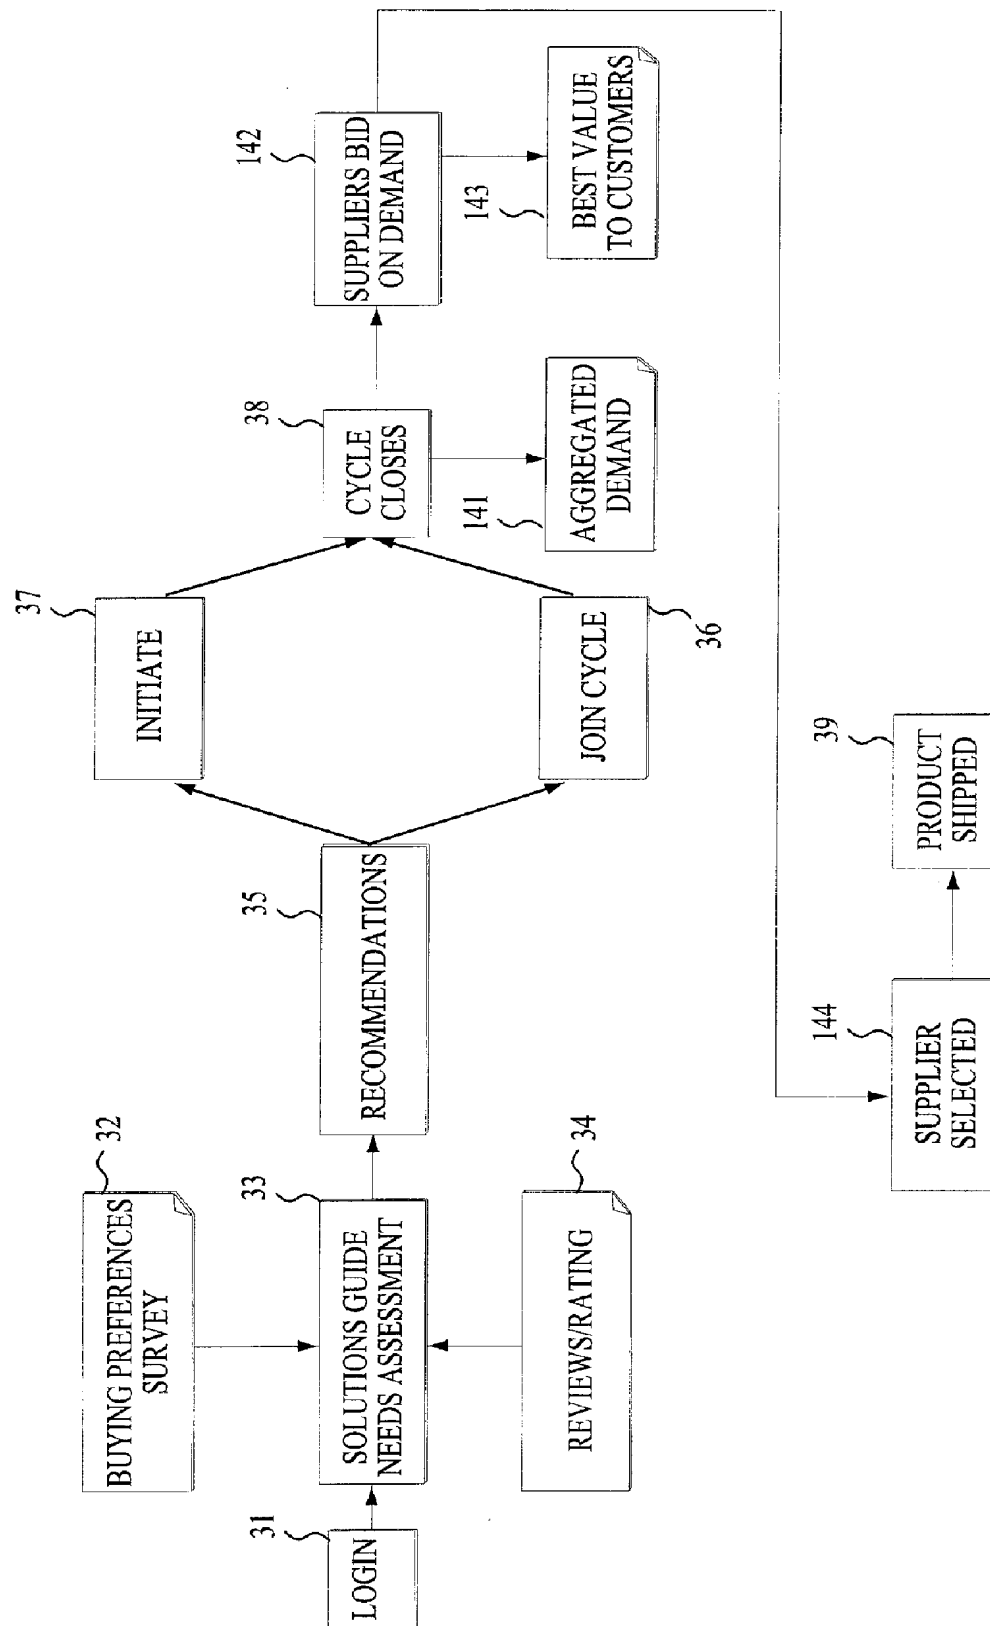 31
LOGIN
32
BUYING PREFERENCES
SURVEY
33
SOLUTIONS GUIDE
NEEDS ASSESSMENT
34
REVIEWS/RATING
35
RECOMMENDATIONS
37
INITIATE
36
JOIN CYCLE
38
CYCLE
CLOSES
141
AGGREGATED
DEMAND
142
SUPPLIERS BID
ON DEMAND
143
BEST VALUE
TO CUSTOMERS
144
SUPPLIER
SELECTED
39
PRODUCT
SHIPPED